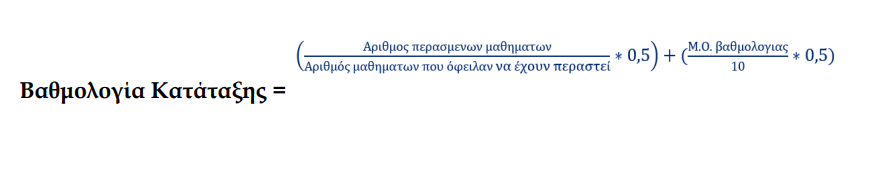 Βαθμολογία Κατάταξης = (Αριθμος περασμενων μαθηματων / Αριθμός μαθηματων που όφειλαν να έχουν περαστεί * 0,5) + (Μ.Ο. βαθμολογιας / 10 * 0,5)